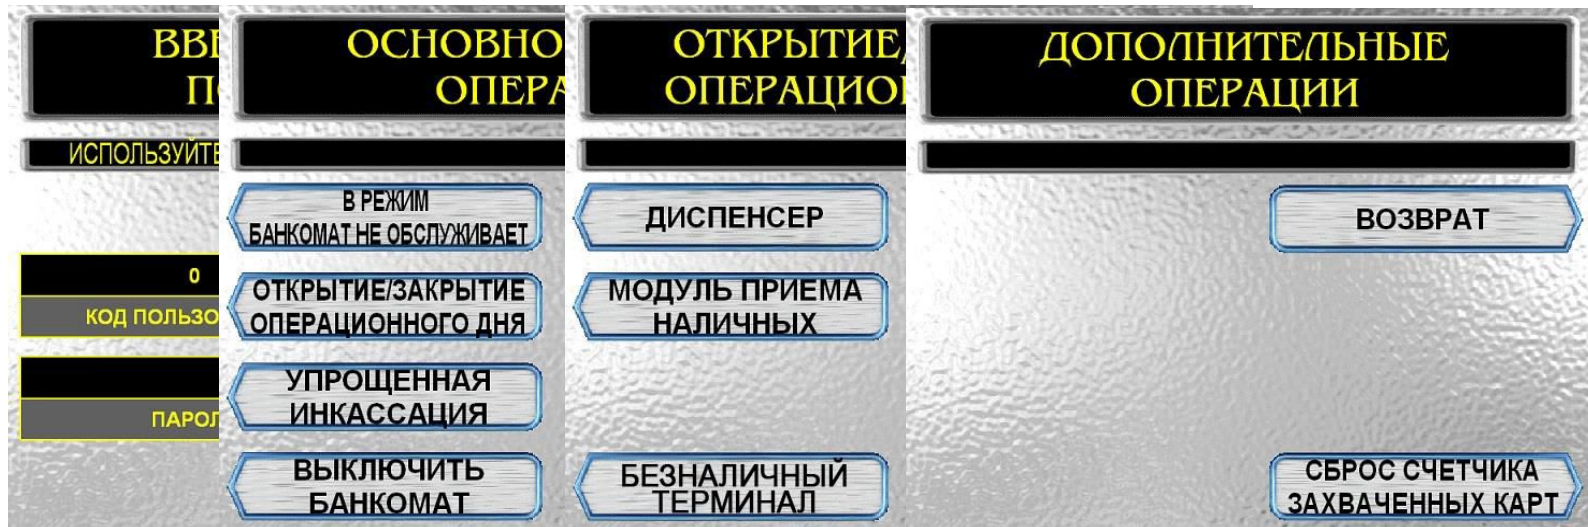 ВВЕ
П
ИСПОЛЬЗУЙТЕ
0
КОД ПОЛЬЗО
ПАРОЛ
ОСНОВНО
ОПЕРА
В РЕЖИМ
БАНКОМАТ НЕ ОБСЛУЖИВАЕТ
ОТКРЫТИЕ/ЗАКРЫТИЕ
ОПЕРАЦИОННОГО ДНЯ
УПРОЩЕННАЯ
ИНКАССАЦИЯ
ВЫКЛЮЧИТЬ
БАНКОМАТ
ОТКРЫТИЕ
ОПЕРАЦИО
ДИСПЕНСЕР
МОДУЛЬ ПРИЕМА
НАЛИЧНЫХ
БЕЗНАЛИЧНЫЙ
ТЕРМИНАЛ
ДОПОЛНИТЕЛЬНЫЕ
ОПЕРАЦИИ
ВОЗВРАТ
СБРОС СЧЕТЧИКА
ЗАХВАЧЕННЫХ КАРТ